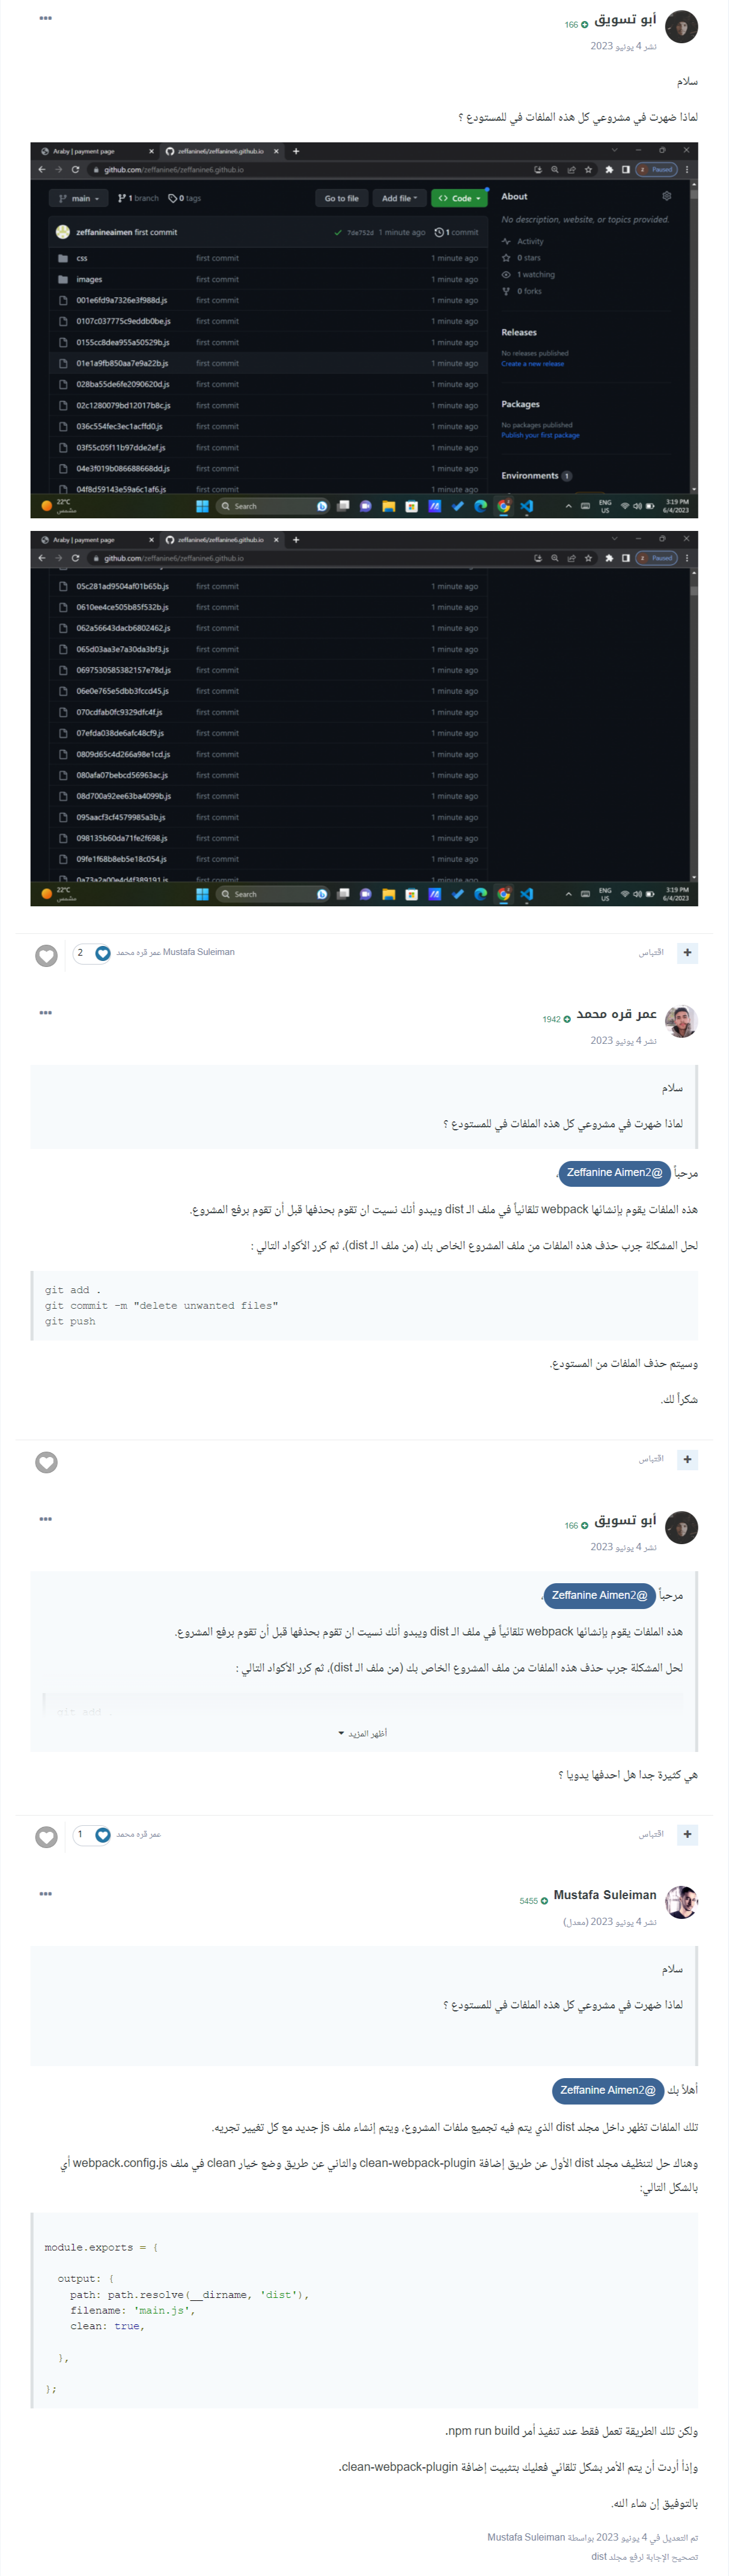 أبو تسويق
166
نشر 4 يونيو 2023
سلام
لماذا ضهرت في مشروعي كل هذه الملفات في للمستودع ؟
Araby | payment page
zeffanine6/zeffanine6.github.io
github.com/zeffanine6/zeffanine6.github.io
Paused
main
1 branch
0 tags
Go to file
Add file
Code
About
No description, website, or topics provided.
zeffanineaimen first commit
7da752d 1 minute ago
1 commit
Activity
0 stars
1 watching
0 forks
css first commit 1 minute ago
images first commit 1 minute ago
001e6fd9a7326e3f988d.js first commit 1 minute ago
0107c037775c9eddb0be.js first commit 1 minute ago
0155cc8dea955a50529b.js first commit 1 minute ago
01e1a9fb850aa7e9a22b.js first commit 1 minute ago
028ba55de6fe2090620d.js first commit 1 minute ago
02c1280079bd12017b8c.js first commit 1 minute ago
036c554fec3ec1acffd0.js first commit 1 minute ago
03f55c05f11b97dde2ef.js first commit 1 minute ago
04e3f019b086688668dd.js first commit 1 minute ago
04f8d59143e59a6c1af6.js first commit 1 minute ago
Releases
No releases published
Create a new release
Packages
No packages published
Publish your first package
Environments 1
22°C
مشمس
Search
ENG
US
3:19 PM
6/4/2023
Araby | payment page
zeffanine6/zeffanine6.github.io
github.com/zeffanine6/zeffanine6.github.io
Paused
05c281ad9504af01b65b.js first commit 1 minute ago
0610ee4ce505b85f532b.js first commit 1 minute ago
062a56643dacb6802462.js first commit 1 minute ago
065d03aa3e7a30da3bf3.js first commit 1 minute ago
0697530585382157e78d.js first commit 1 minute ago
06e0e765e5dbb3fccd45.js first commit 1 minute ago
070cdfab0fc9329dfc4f.js first commit 1 minute ago
07efda038de6afc48cf9.js first commit 1 minute ago
0809d65c4d266a98e1cd.js first commit 1 minute ago
080afa07bebcd56963ac.js first commit 1 minute ago
08d700a92ee63ba4099b.js first commit 1 minute ago
095aacf3cf4579985a3b.js first commit 1 minute ago
098135b60da71fe2f698.js first commit 1 minute ago
09fe1f68b8eb5e18c054.js first commit 1 minute ago
0a73a2a00e4d4f389191.js first commit 1 minute ago
22°C
مشمس
Search
ENG
US
3:19 PM
6/4/2023
+ اقتباس
Mustafa Suleiman عمر قره محمد
2
عمر قره محمد
1942
نشر 4 يونيو 2023
سلام
لماذا ضهرت في مشروعي كل هذه الملفات في للمستودع ؟
مرحباً @Zeffanine Aimen2،
هذه الملفات يقوم بإنشائها webpack تلقائياً في ملف الـ dist ويبدو أنك نسيت ان تقوم بحذفها قبل أن تقوم برفع المشروع.
لحل المشكلة جرب حذف هذه الملفات من ملف المشروع الخاص بك (من ملف الـ dist)، ثم كرر الأكواد التالي :
git add .
git commit -m "delete unwanted files"
git push
وسيتم حذف الملفات من المستودع.
شكراً لك.
+ اقتباس
أبو تسويق
166
نشر 4 يونيو 2023
مرحباً @Zeffanine Aimen2،
هذه الملفات يقوم بإنشائها webpack تلقائياً في ملف الـ dist ويبدو أنك نسيت ان تقوم بحذفها قبل أن تقوم برفع المشروع.
لحل المشكلة جرب حذف هذه الملفات من ملف المشروع الخاص بك (من ملف الـ dist)، ثم كرر الأكواد التالي :
git add .
أظهر المزيد
هي كثيرة جدا هل احدفها يدويا ؟
+ اقتباس
عمر قره محمد
1
Mustafa Suleiman
5455
نشر 4 يونيو 2023 (معدل)
سلام
لماذا ضهرت في مشروعي كل هذه الملفات في للمستودع ؟
أهلاً بك @Zeffanine Aimen2
تلك الملفات تظهر داخل مجلد dist الذي يتم فيه تجميع ملفات المشروع، ويتم إنشاء ملف js جديد مع كل تغيير تجريه.
وهناك حل لتنظيف مجلد dist الأول عن طريق إضافة clean-webpack-plugin والثاني عن طريق وضع خيار clean في ملف webpack.config.js أي
بالشكل التالي:
module.exports = {
output: {
path: path.resolve(__dirname, 'dist'),
filename: 'main.js',
clean: true,
},
};
ولكن تلك الطريقة تعمل فقط عند تنفيذ أمر npm run build.
وإذاً أردت أن يتم الأمر بشكل تلقائي فعليك بتثبيت إضافة clean-webpack-plugin.
بالتوفيق إن شاء الله.
تم التعديل في 4 يونيو 2023 بواسطة Mustafa Suleiman
تصحيح الإجابة لرفع مجلد dist